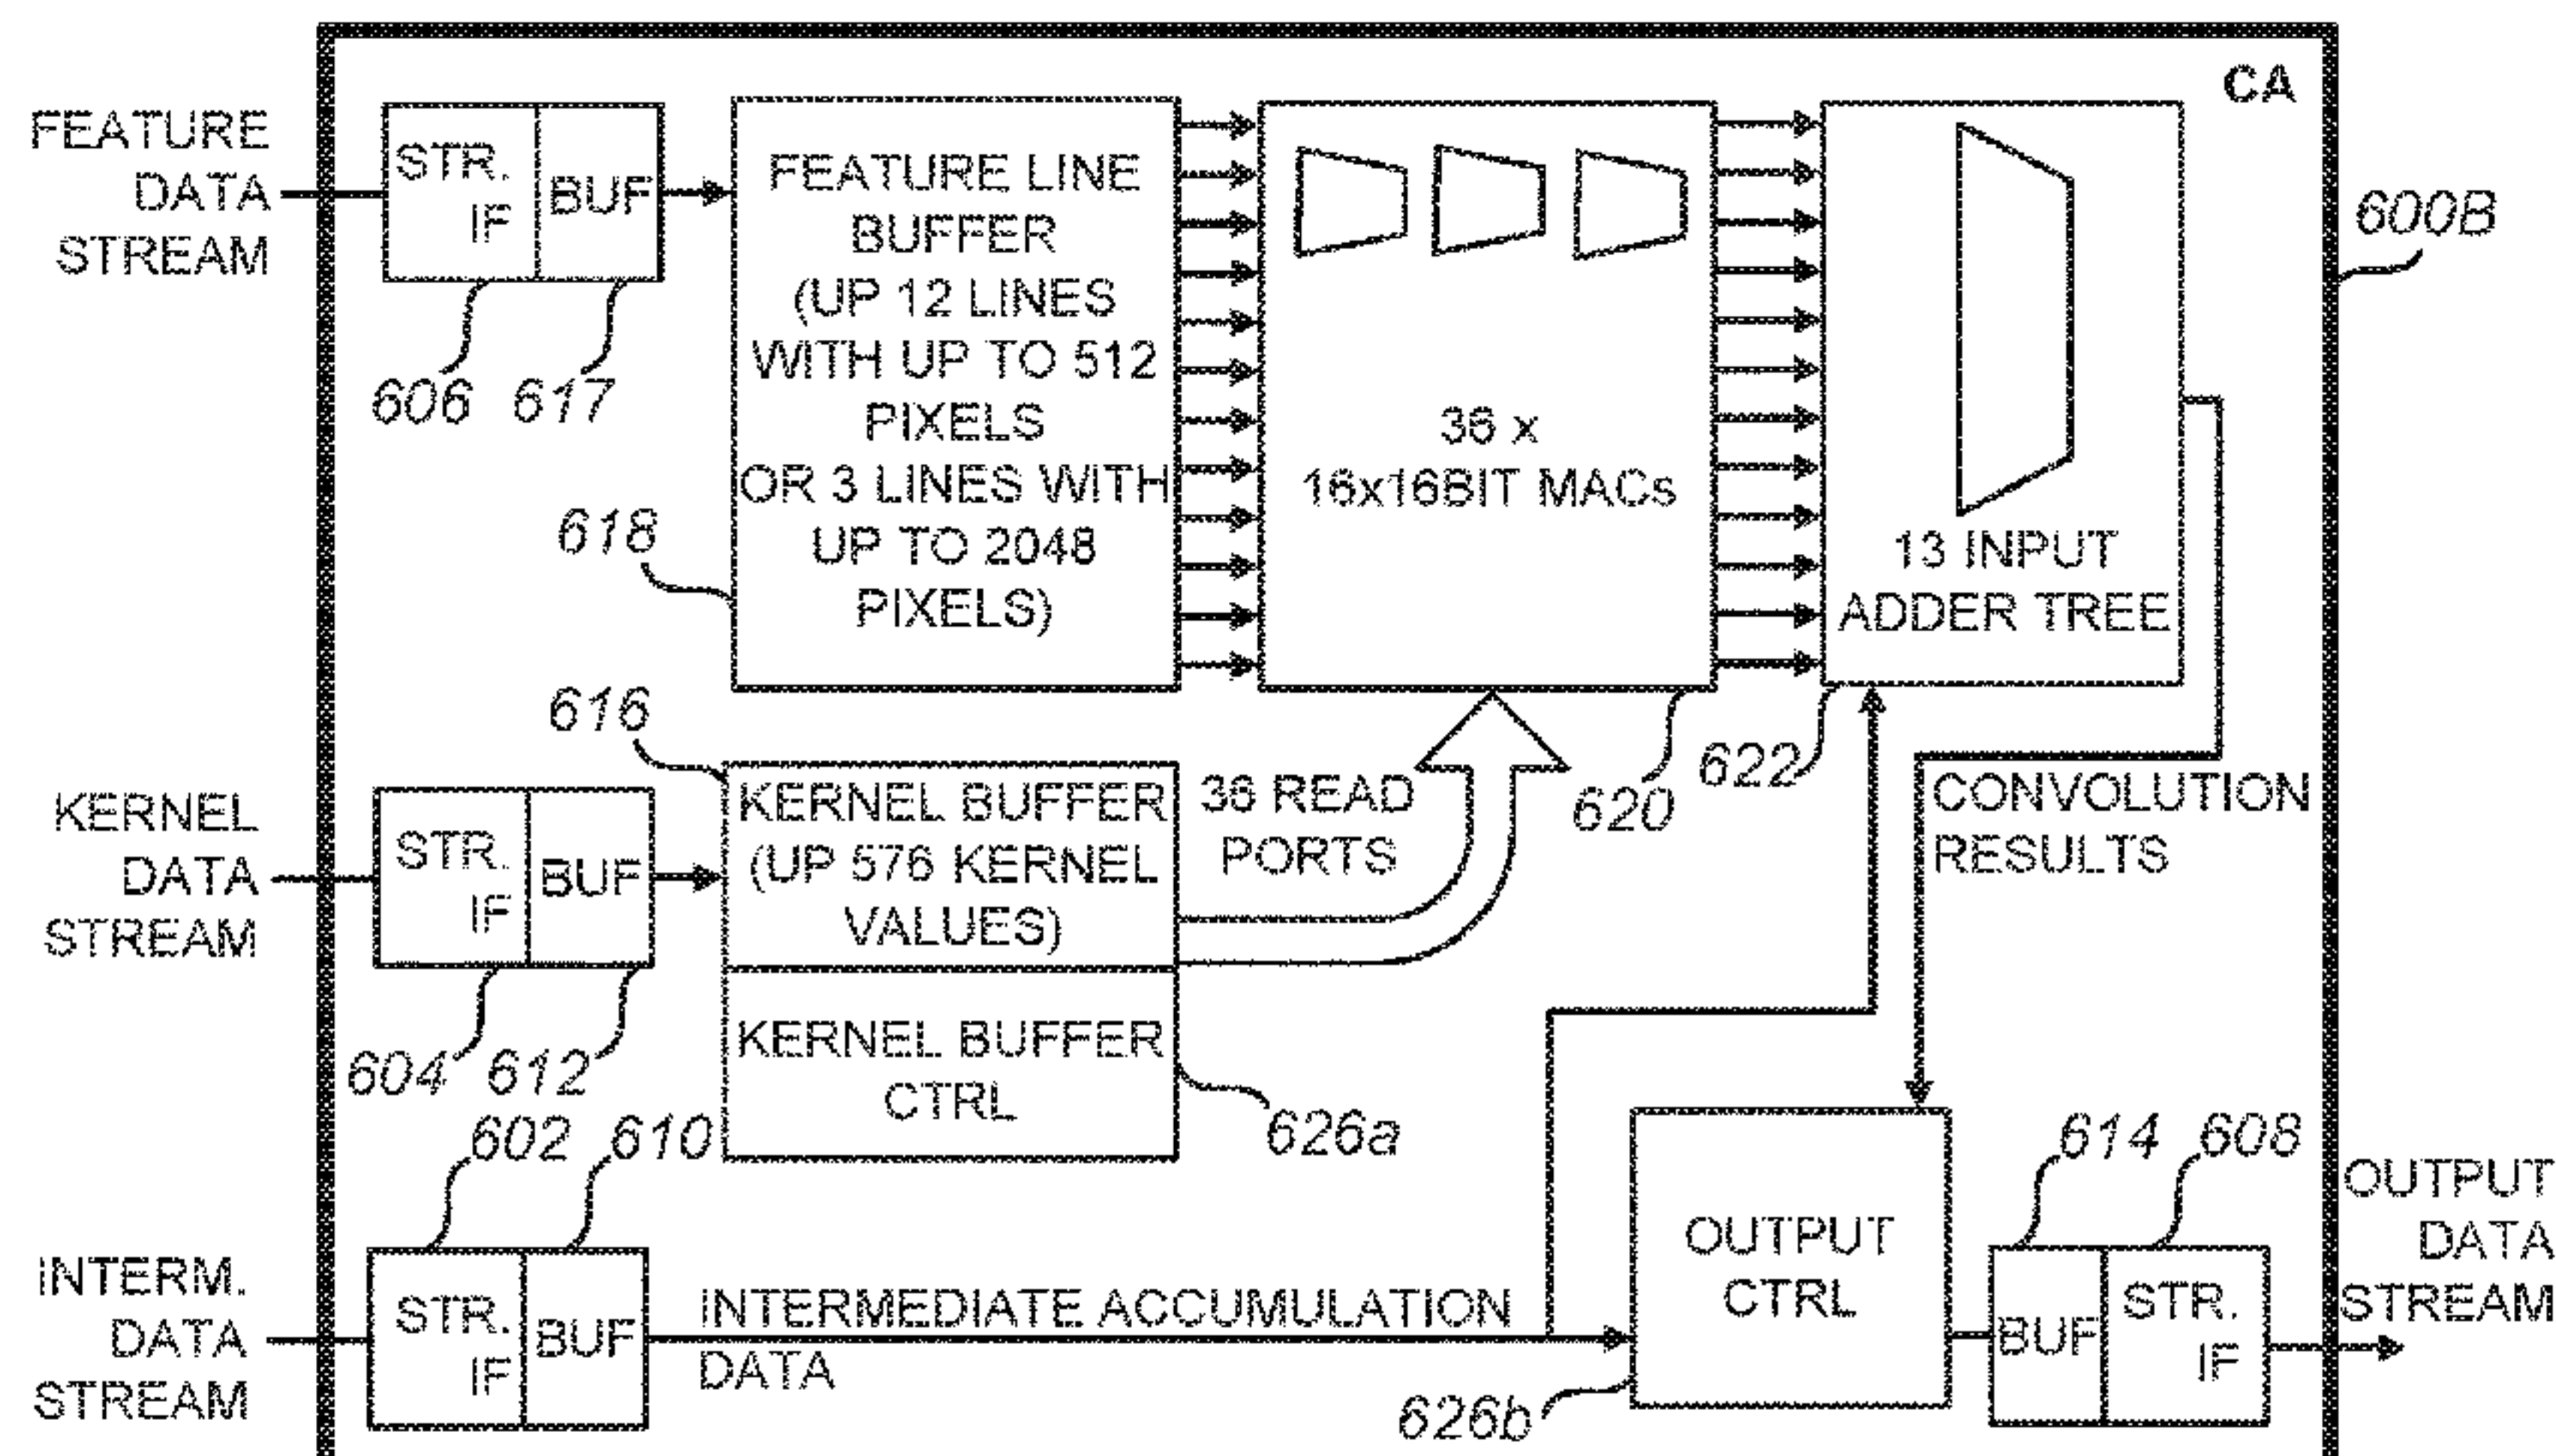 CA
FEATURE
DATA
STREAM
STR.
IF
BUF
606
617
FEATURE LINE
BUFFER
(UP 12 LINES
WITH UP TO 512
PIXELS
OR 3 LINES WITH
UP TO 2048
PIXELS)
618
36 x
16x16BIT MACs
13 INPUT
ADDER TREE
600B
616
620
622
KERNEL
DATA
STREAM
STR.
IF
BUF
604
612
KERNEL BUFFER
(UP 576 KERNEL
VALUES)
KERNEL BUFFER
CTRL
626a
36 READ
PORTS
CONVOLUTION
RESULTS
602
610
INTERM.
DATA
STREAM
STR.
IF
BUF
INTERMEDIATE ACCUMULATION
DATA
OUTPUT
CTRL
626b
614
608
BUF
STR.
IF
OUTPUT
DATA
STREAM